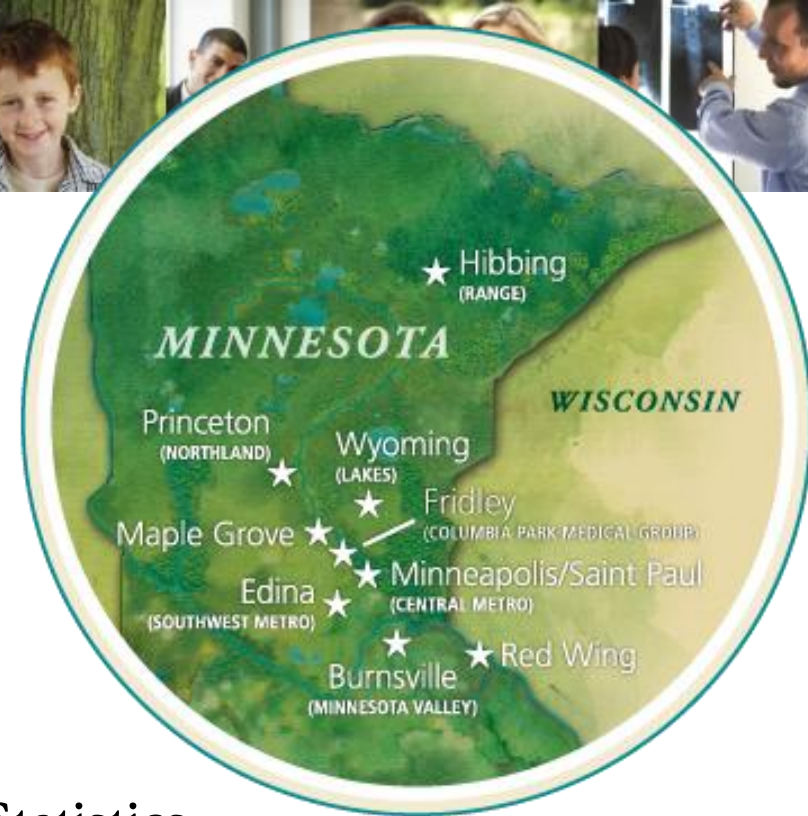 Hibbing
(RANGE)
MINNESOTA
WISCONSIN
Princeton
(NORTHLAND)
Wyoming
(LAKES)
Fridley
(COLUMBIA PARK MEDICAL GROUP)
Maple Grove
Minneapolis/Saint Paul
(CENTRAL METRO)
Edina
(SOUTHWEST METRO)
Red Wing
Burnsville
(MINNESOTA VALLEY)
Statistics